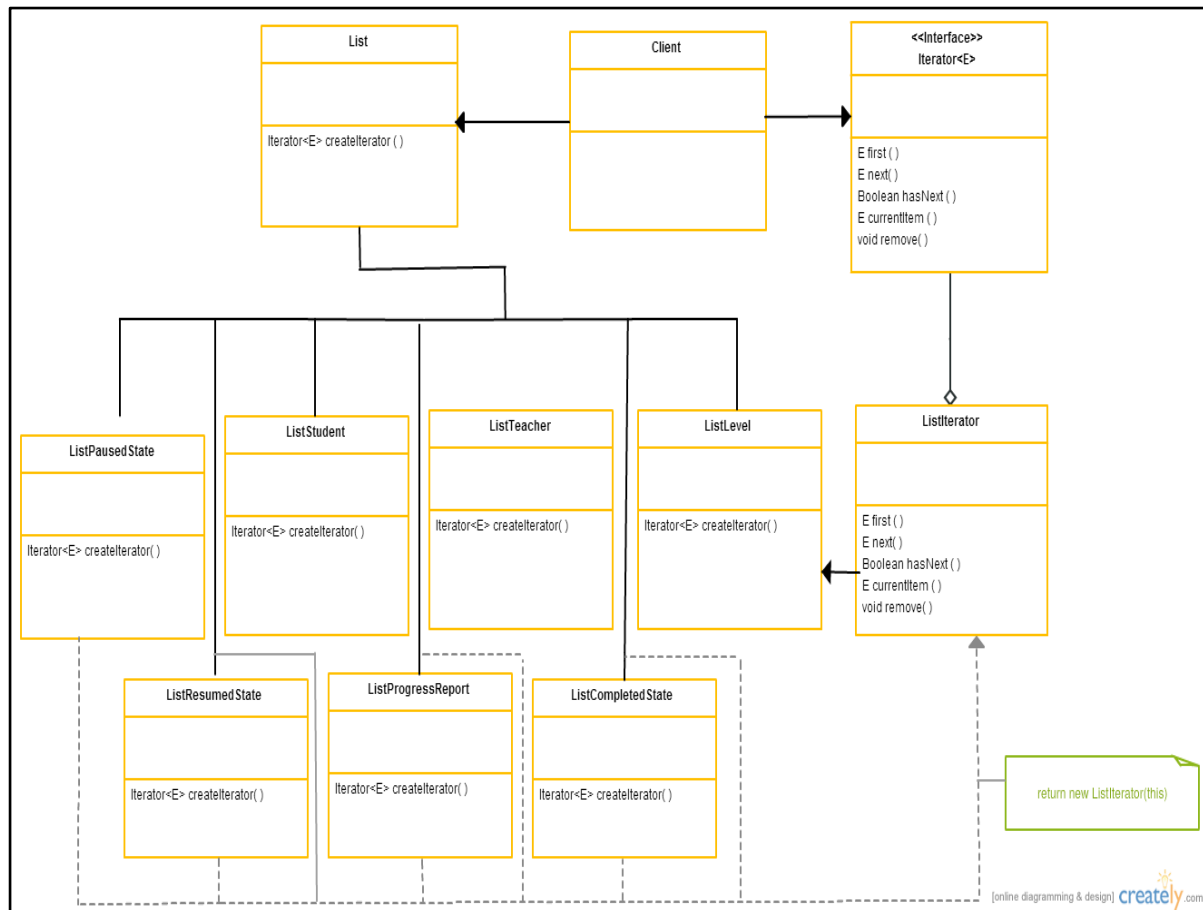 List
Iterator<E> createIterator ( )
Client
<<Interface>>
Iterator<E>
E first ( )
E next( )
Boolean hasNext ( )
E currentItem ( )
void remove( )
ListPausedState
Iterator<E> createIterator( )
ListStudent
Iterator<E> createIterator( )
ListTeacher
Iterator<E> createIterator( )
ListLevel
Iterator<E> createIterator( )
ListIterator
E first ( )
E next( )
Boolean hasNext ( )
E currentItem ( )
void remove( )
ListResumedState
Iterator<E> createIterator( )
ListProgressReport
Iterator<E> createIterator( )
ListCompletedState
Iterator<E> createIterator( )
return new ListIterator(this)
[online diagramming & design] creately.com